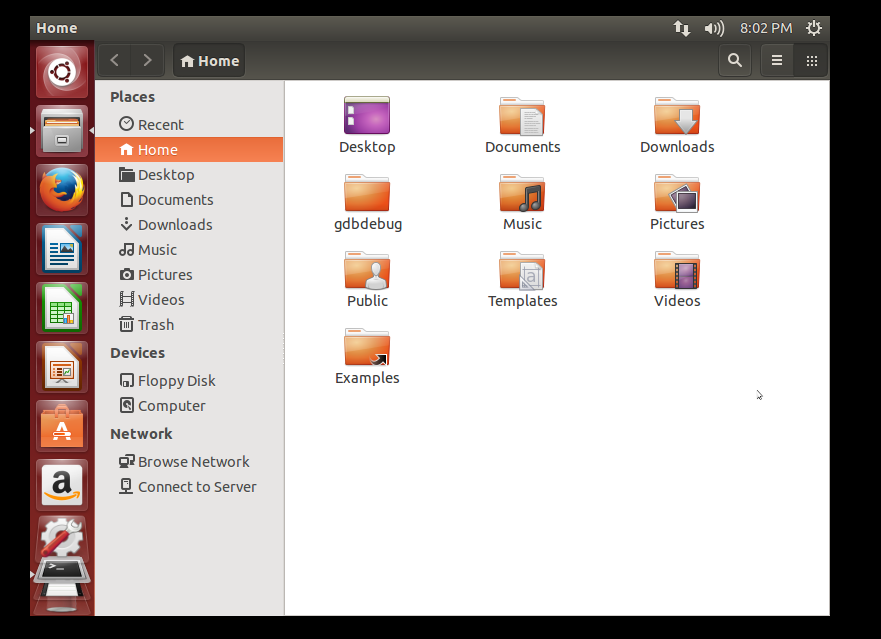 Home
8:02 PM
Home
Places
Recent
Home
Desktop
Documents
Downloads
Music
Pictures
Videos
Trash
Devices
Floppy Disk
Computer
Network
Browse Network
Connect to Server
Desktop
Documents
Downloads
gdbdebug
Music
Pictures
Public
Templates
Videos
Examples